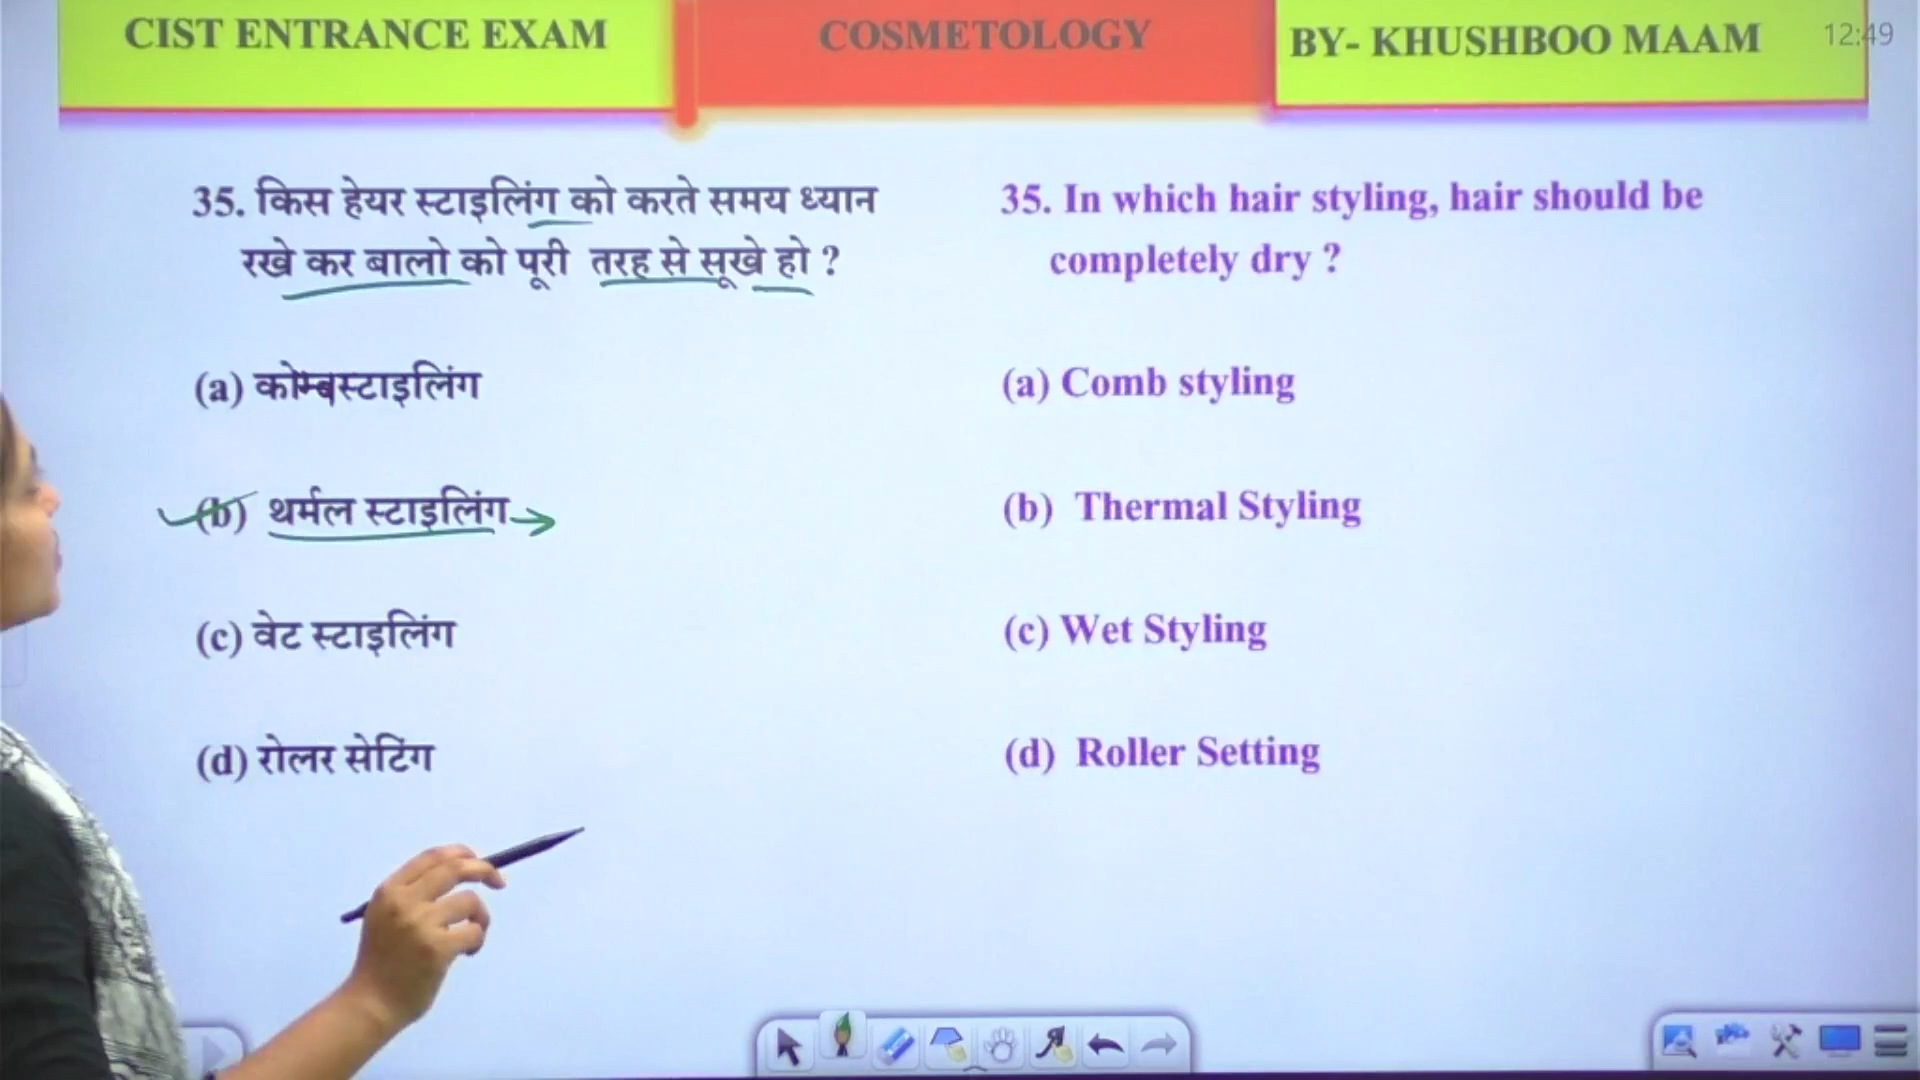 CIST ENTRANCE EXAM
COSMETOLOGY
BY- KHUSHBOO MAAM
12:49
35. किस हेयर स्टाइलिंग को करते समय ध्यान
रखे कर बालो को पूरी तरह से सूखे हो ?
(a) कोम्बस्टाइलिंग
(b) थर्मल स्टाइलिंग
(c) वेट स्टाइलिंग
(d) रोलर सेटिंग
35. In which hair styling, hair should be
completely dry ?
(a) Comb styling
(b) Thermal Styling
(c) Wet Styling
(d) Roller Setting